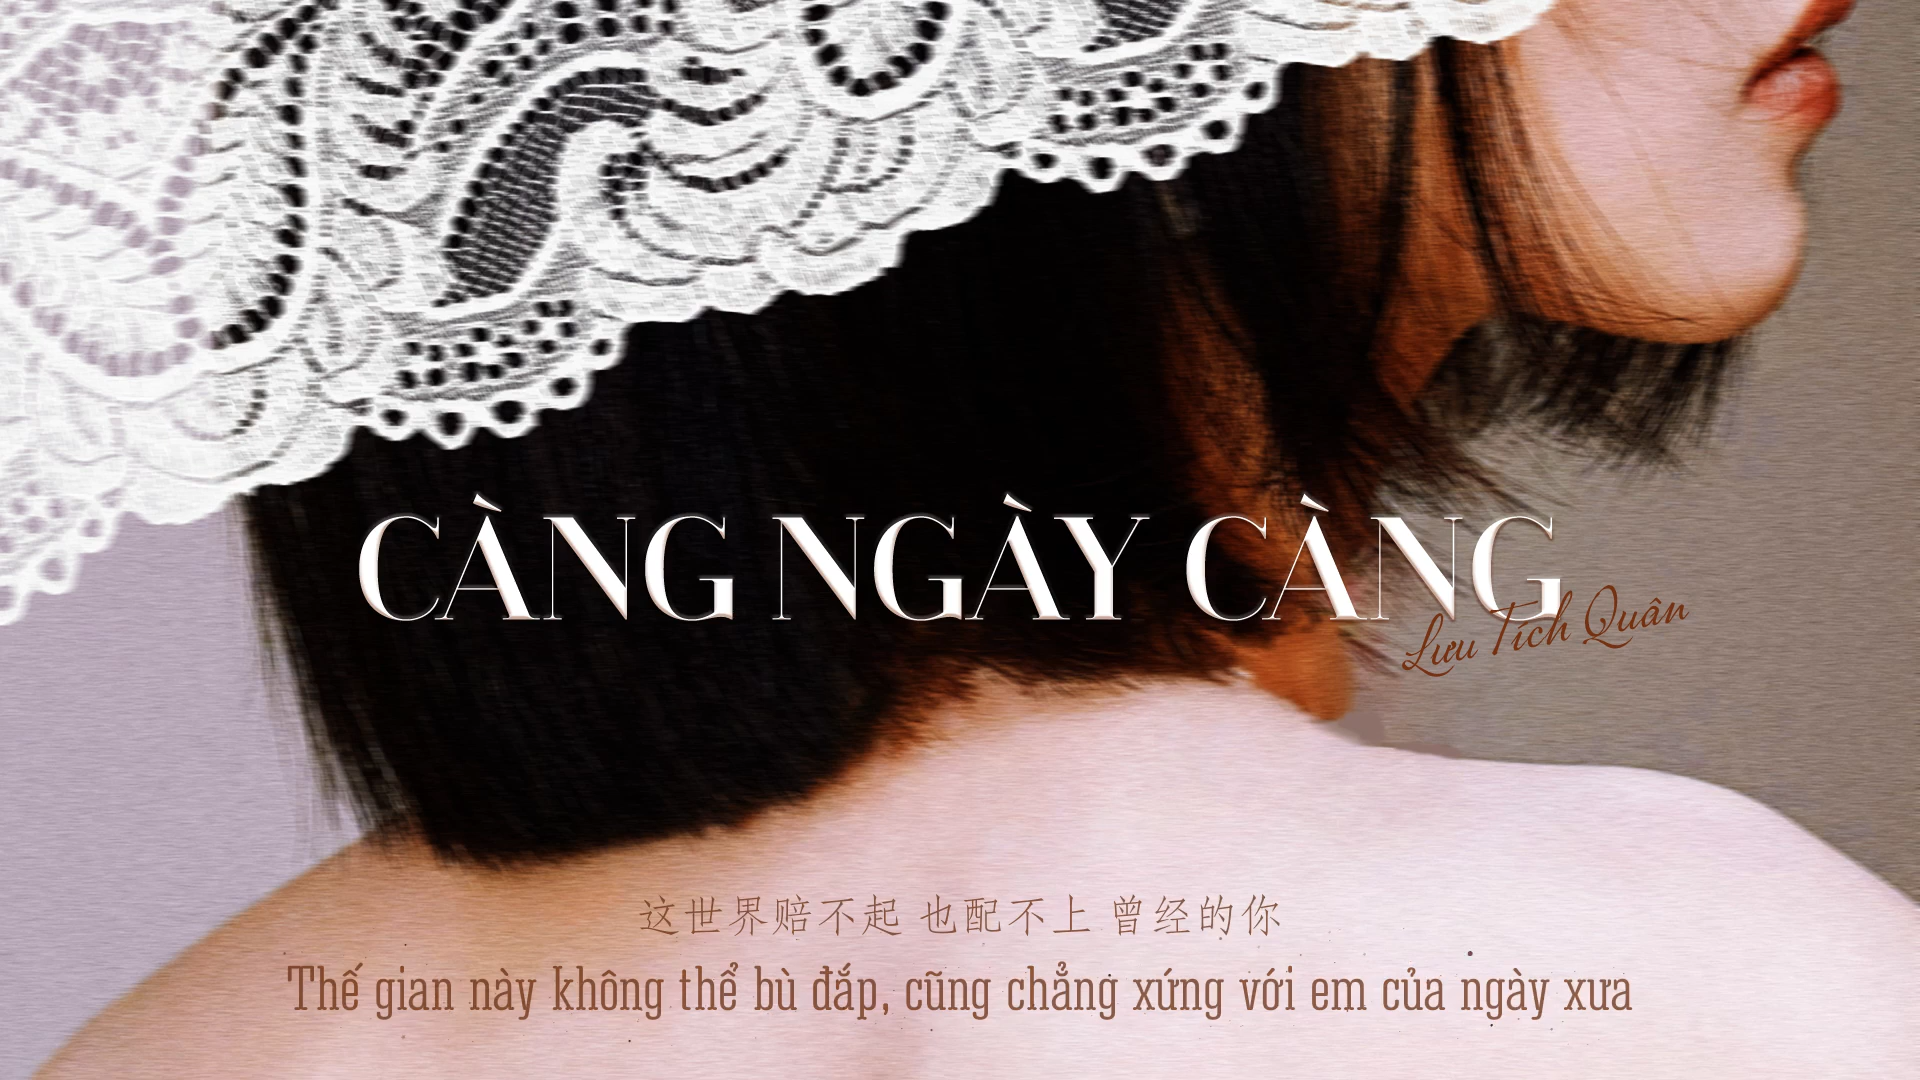 CÀNG NGÀY CÀNG
Lưu Tích Quân
这世界赔不起 也配不上 曾经的你
Thế gian này không thể bù đắp, cũng chẳng xứng với em của ngày xưa